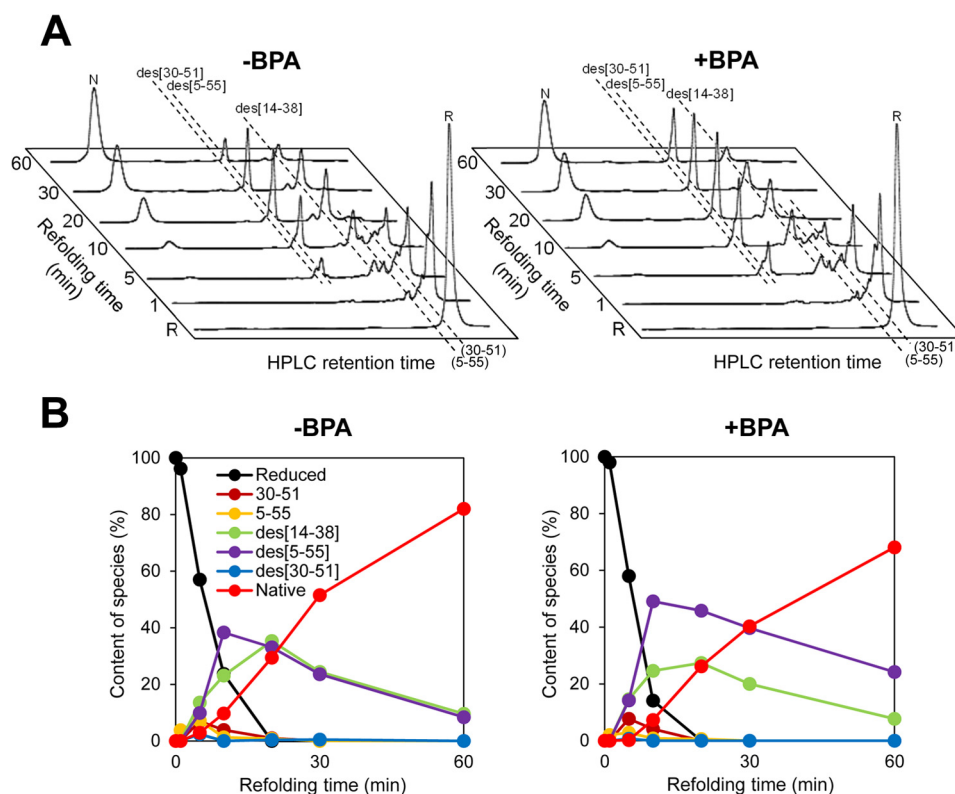 A
-BPA
+BPA
des[30-51]
des[5-55]
des[14-38]
N
R
60
30
20
10
5
1
R
Refolding time
(min)
HPLC retention time
(30-51)
(5-55)
des[30-51]
des[5-55]
des[14-38]
N
R
60
30
20
10
5
1
R
Refolding time
(min)
HPLC retention time
(30-51)
(5-55)
B
-BPA
Content of species (%)
100
80
60
40
20
0
Reduced
30-51
5-55
des[14-38]
des[5-55]
des[30-51]
Native
0
30
60
Refolding time (min)
+BPA
Content of species (%)
100
80
60
40
20
0
0
30
60
Refolding time (min)